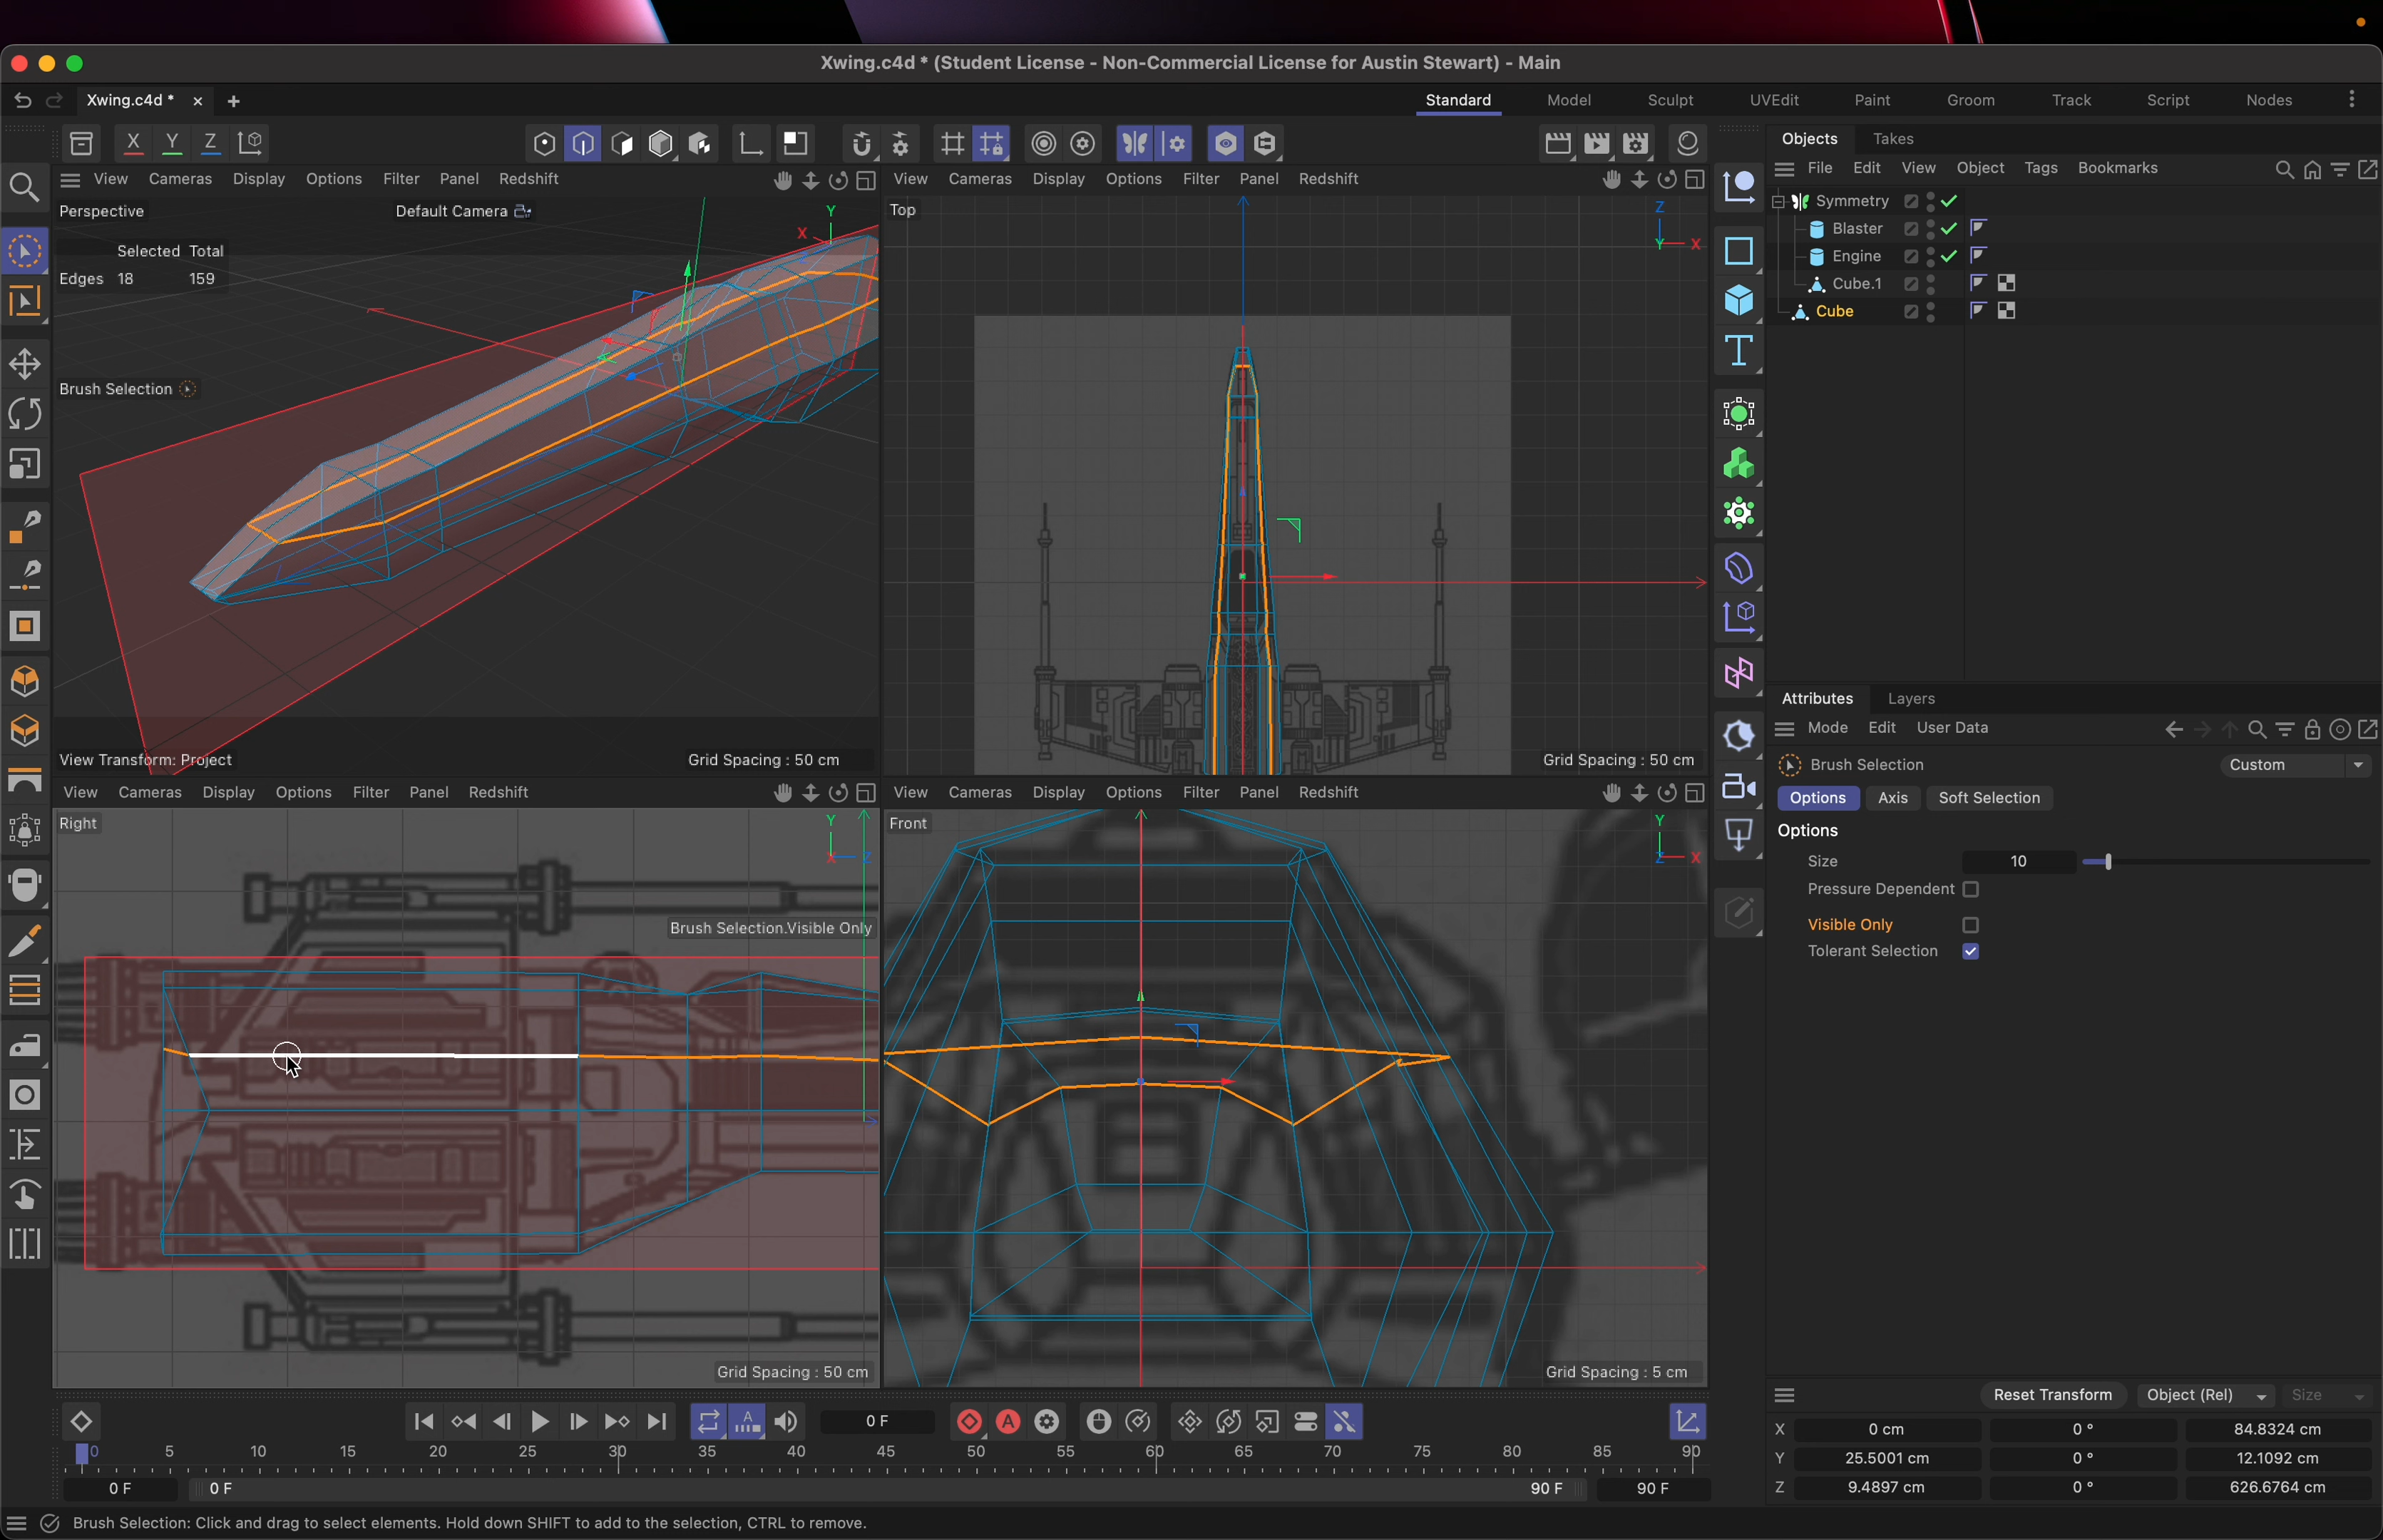 Xwing.c4d * (Student License - Non-Commercial License for Austin Stewart) - Main
Xwing.c4d *
Standard Model Sculpt UVEdit Paint Groom Track Script Nodes
X Y Z
Objects Takes
File Edit View Object Tags Bookmarks
Symmetry
Blaster
Engine
Cube.1
Cube
View Cameras Display Options Filter Panel Redshift
Perspective
Default Camera
Selected Total
Edges 18 159
Brush Selection
View Transform: Project
Grid Spacing : 50 cm
X
Y
View Cameras Display Options Filter Panel Redshift
Top
Z
Y X
Grid Spacing : 50 cm
View Cameras Display Options Filter Panel Redshift
Right
Y
X Z
Brush Selection.Visible Only
Grid Spacing : 50 cm
View Cameras Display Options Filter Panel Redshift
Front
Y
Z X
Grid Spacing : 5 cm
Attributes Layers
Mode Edit User Data
Brush Selection
Custom
Options Axis Soft Selection
Options
Size 10
Pressure Dependent
Visible Only
Tolerant Selection
Reset Transform Object (Rel) Size
X 0 cm 0 ° 84.8324 cm
Y 25.5001 cm 0 ° 12.1092 cm
Z 9.4897 cm 0 ° 626.6764 cm
A
0 F
A
0 5 10 15 20 25 30 35 40 45 50 55 60 65 70 75 80 85 90
0 F 0 F 90 F 90 F
Brush Selection: Click and drag to select elements. Hold down SHIFT to add to the selection, CTRL to remove.